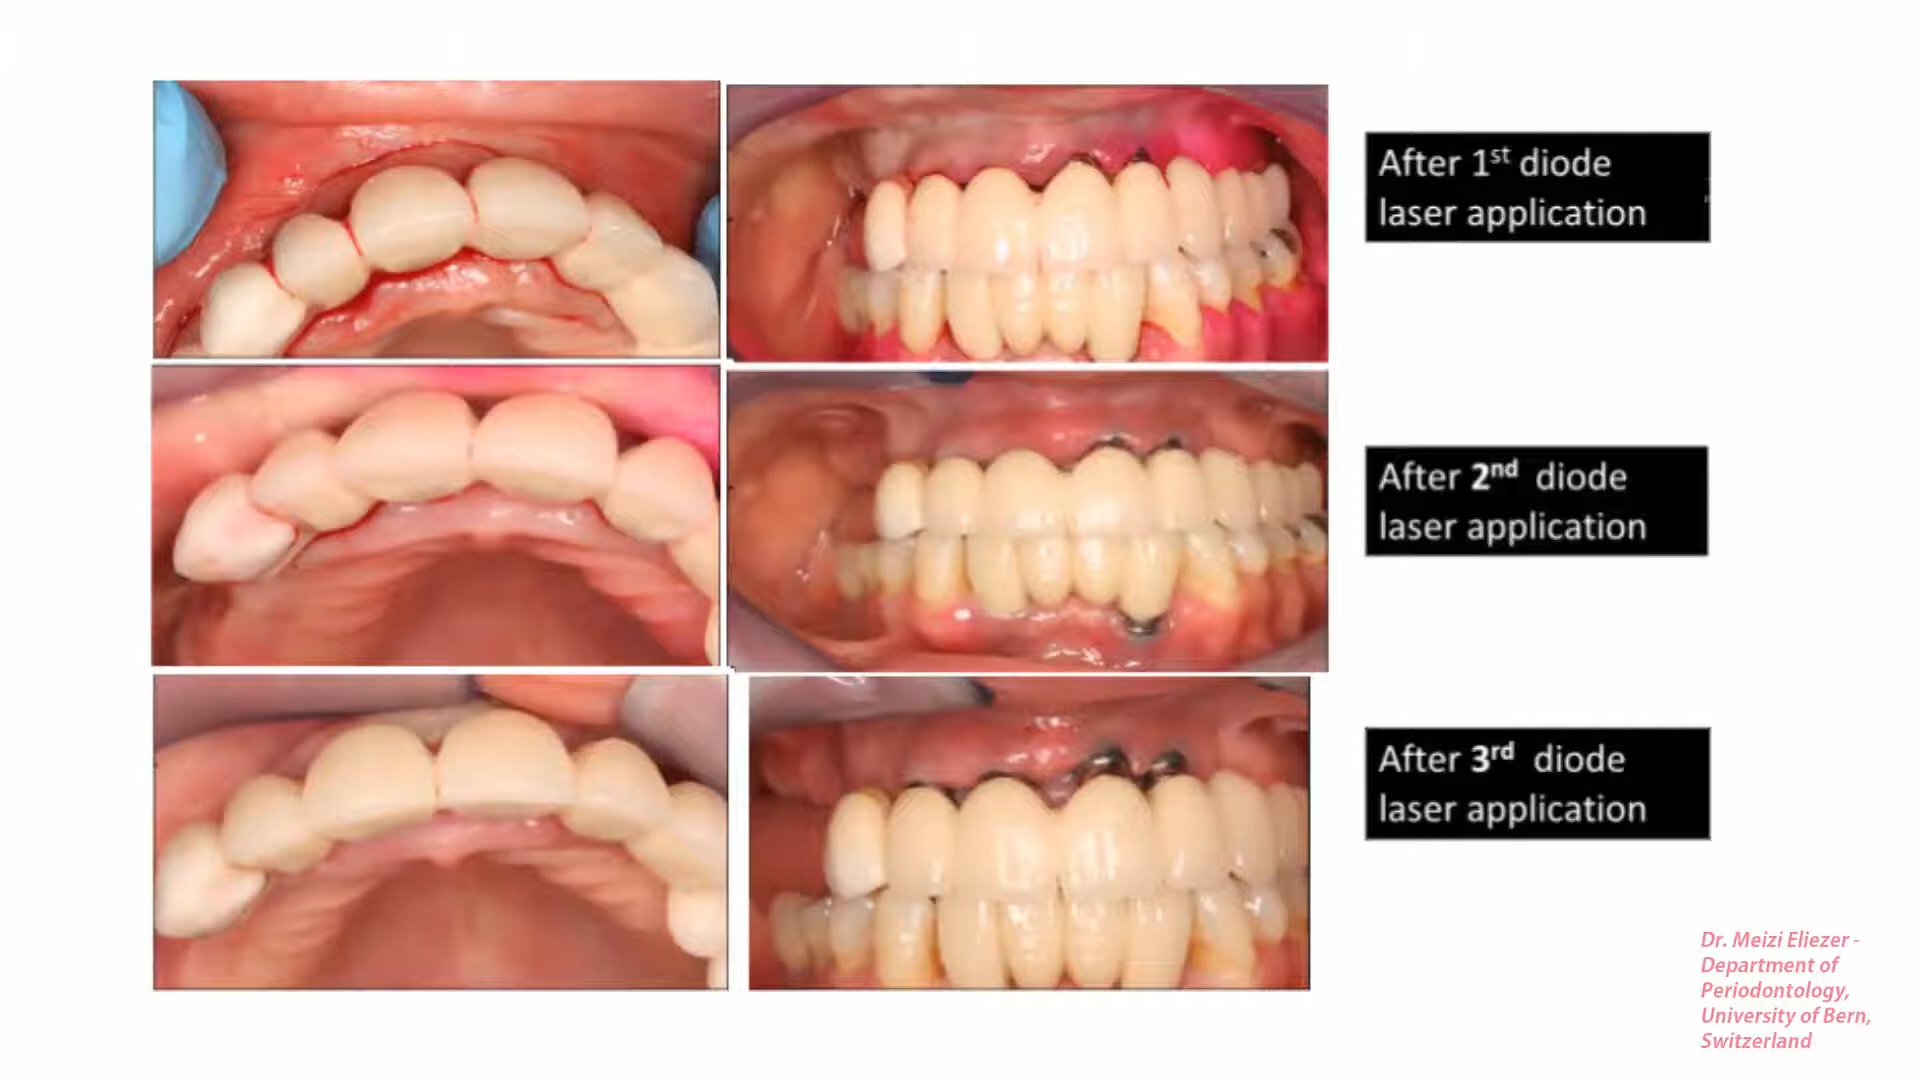 After 1st diode
laser application
After 2nd diode
laser application
After 3rd diode
laser application
Dr. Meizi Eliezer -
Department of
Periodontology,
University of Bern,
Switzerland